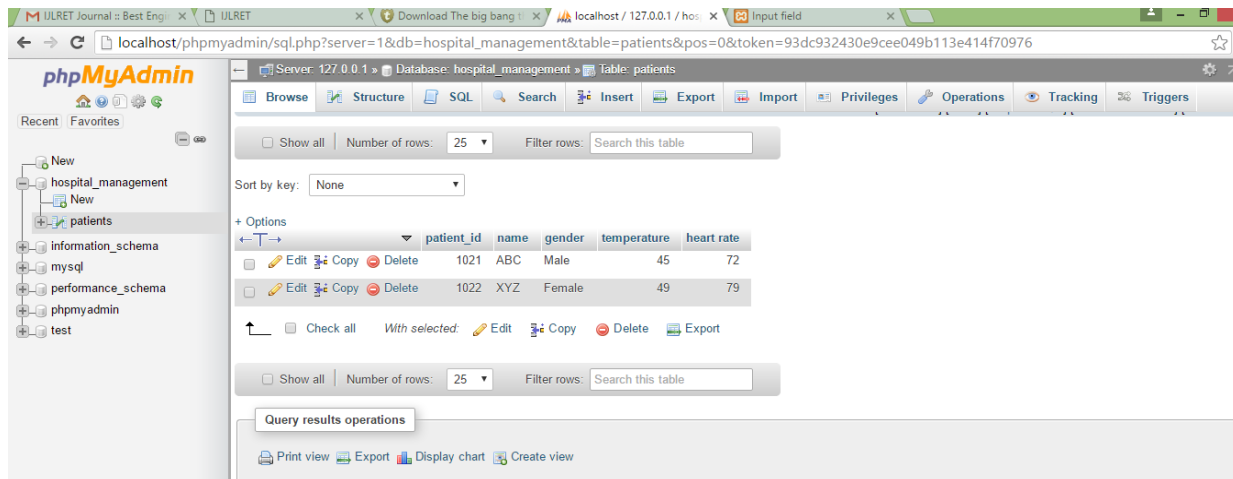 IJLRET Journal :: Best Engi IJLRET Download The big bang t localhost / 127.0.0.1 / hosp Input field
localhost/phpmyadmin/sql.php?server=1&db=hospital_management&table=patients&pos=0&token=93dc932430e9cee049b113e414f70976
phpMyAdmin
Recent Favorites
New
hospital_management
New
patients
information_schema
mysql
performance_schema
phpmyadmin
test
Server: 127.0.0.1 » Database: hospital_management » Table: patients
Browse Structure SQL Search Insert Export Import Privileges Operations Tracking Triggers
Show all Number of rows: 25 Filter rows: Search this table
Sort by key: None
+ Options
←T→ patient_id name gender temperature heart rate
Edit Copy Delete 1021 ABC Male 45 72
Edit Copy Delete 1022 XYZ Female 49 79
Check all With selected: Edit Copy Delete Export
Show all Number of rows: 25 Filter rows: Search this table
Query results operations
Print view Export Display chart Create view